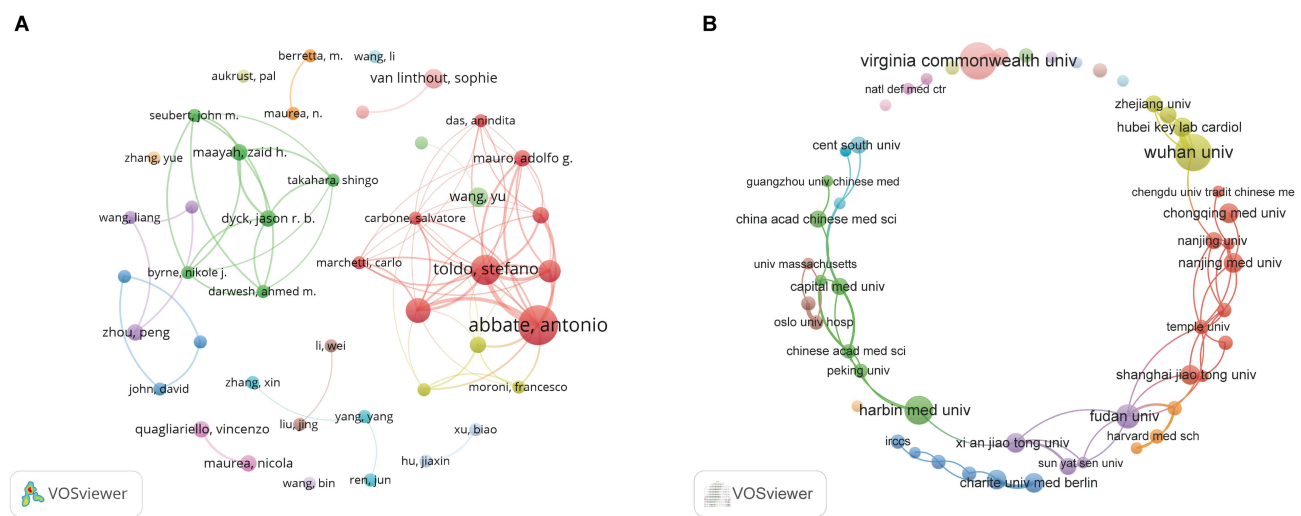 A
berretta, m.
wang, li
aukrust, pal
van linthout, sophie
seubert, john m.
maurea, n.
das, anindita
maayah, zaid h.
zhang, yue
mauro, adolfo g.
takahara, shingo
wang, yu
wang, liang
dyck, jason r. b.
carbone, salvatore
marchetti, carlo
byrne, nikole j.
toldo, stefano
darwesh, ahmed m.
abbate, antonio
zhou, peng
li, wei
zhang, xin
john, david
moroni, francesco
yang, yang
liu, jing
quagliariello, vincenzo
xu, biao
maurea, nicola
hu, jiaxin
wang, bin
ren, jun
VOSviewer
B
virginia commonwealth univ
natl def med ctr
zhejiang univ
hubei key lab cardiol
cent south univ
wuhan univ
guangzhou univ chinese med
chengdu univ tradit chinese me
china acad chinese med sci
chongqing med univ
nanjing univ
univ massachusetts
nanjing med univ
capital med univ
oslo univ hosp
temple univ
chinese acad med sci
peking univ
shanghai jiao tong univ
harbin med univ
fudan univ
irccs
xi an jiao tong univ
harvard med sch
sun yat sen univ
charite univ med berlin
VOSviewer